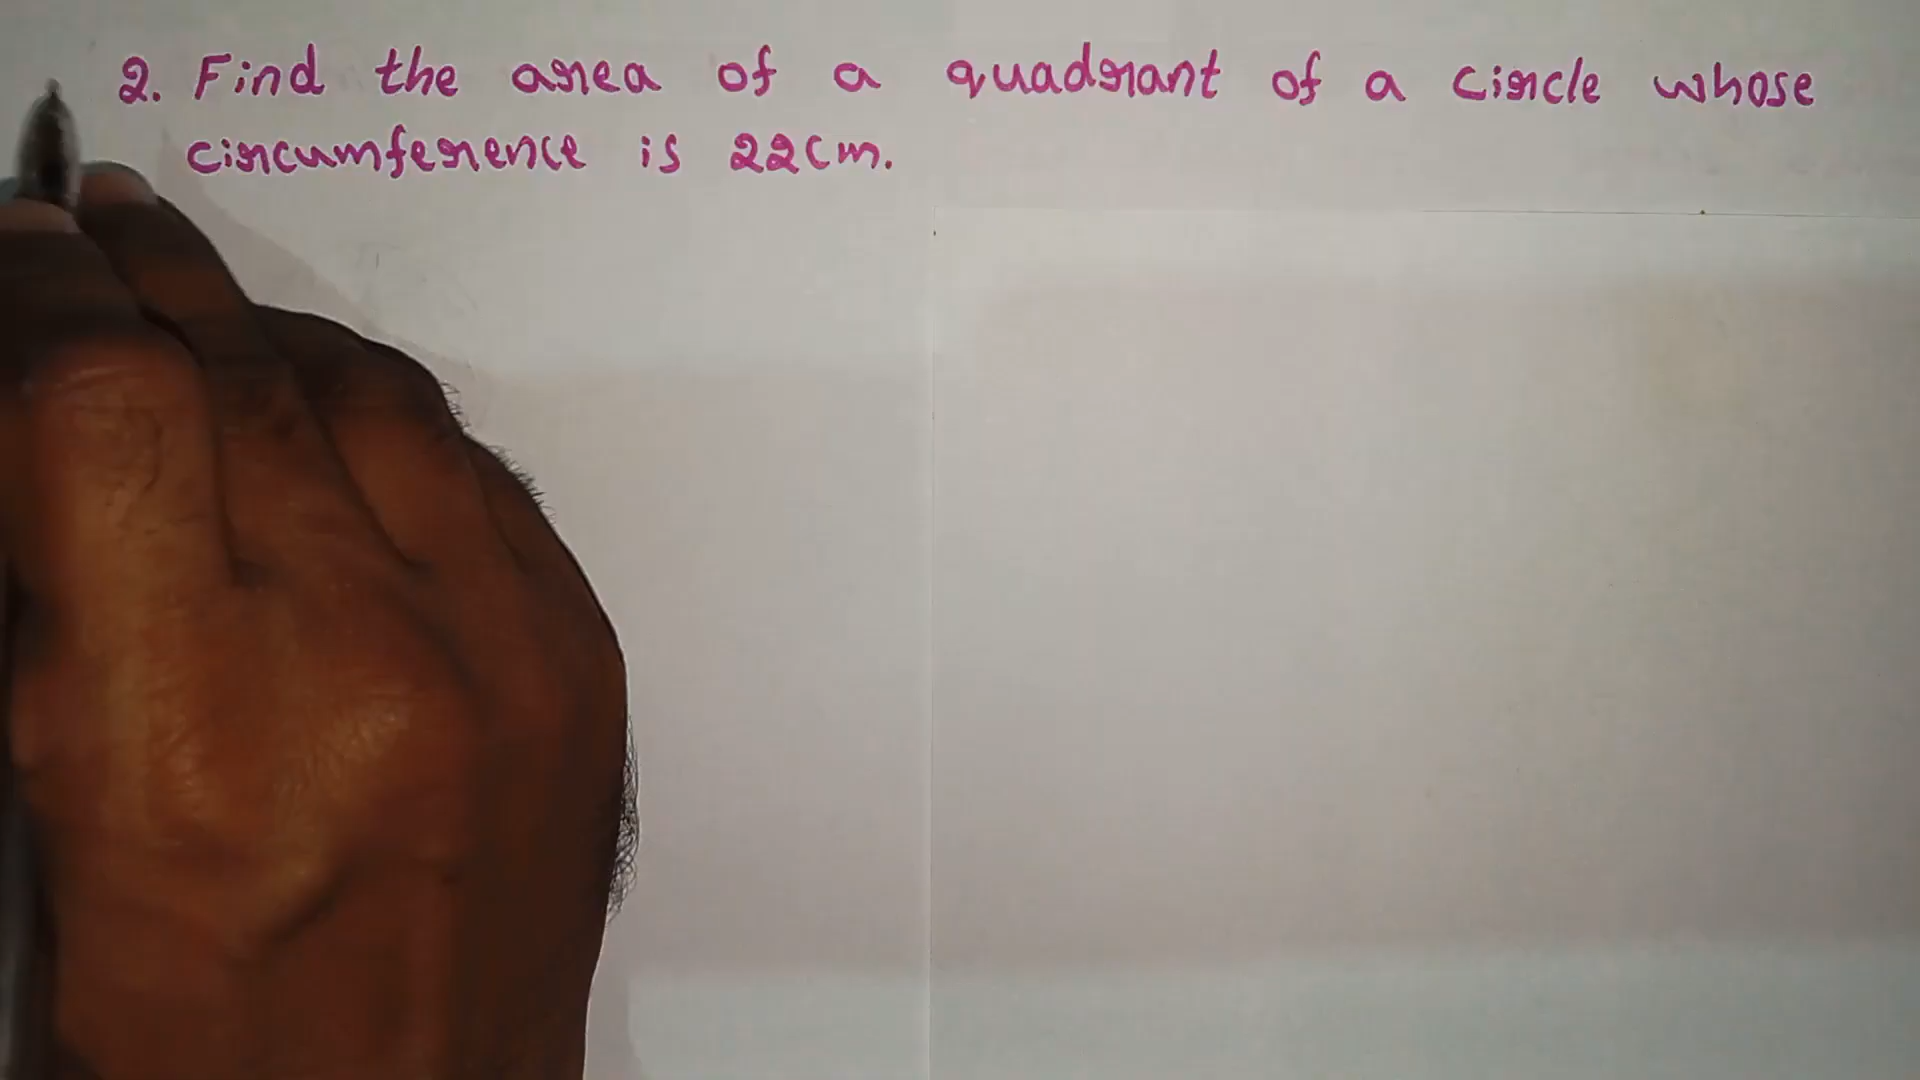 2. Find the area of a quadrant of a circle whose
circumference is 22cm.